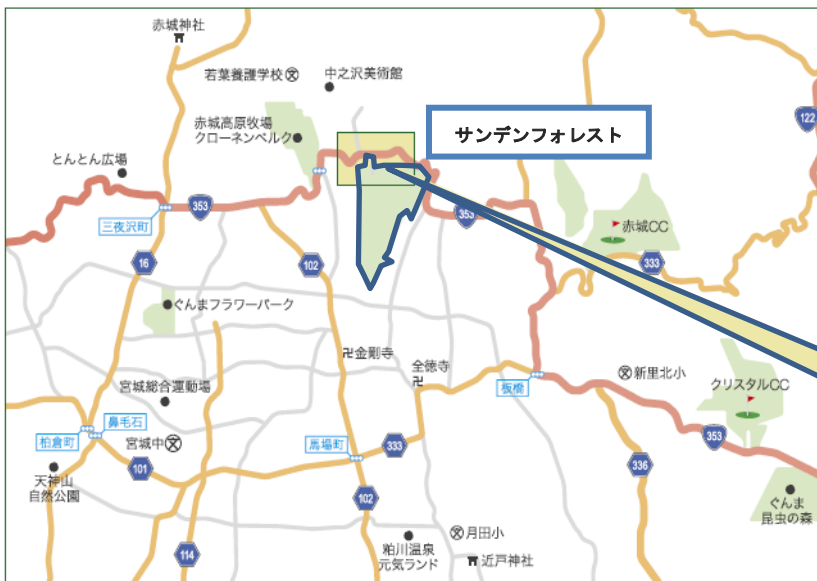 赤城神社
若葉養護学校
中之沢美術館
122
赤城高原牧場
クローネンベルク
サンデンフォレスト
とんとん広場
353
三夜沢町
353
赤城CC
16
102
333
ぐんまフラワーパーク
金剛寺
全徳寺
板橋
新里北小
宮城総合運動場
クリスタルCC
鼻毛石
柏倉町
宮城中
馬場町
333
353
101
336
天神山
自然公園
102
ぐんま
昆虫の森
114
粕川温泉
元気ランド
月田小
近戸神社